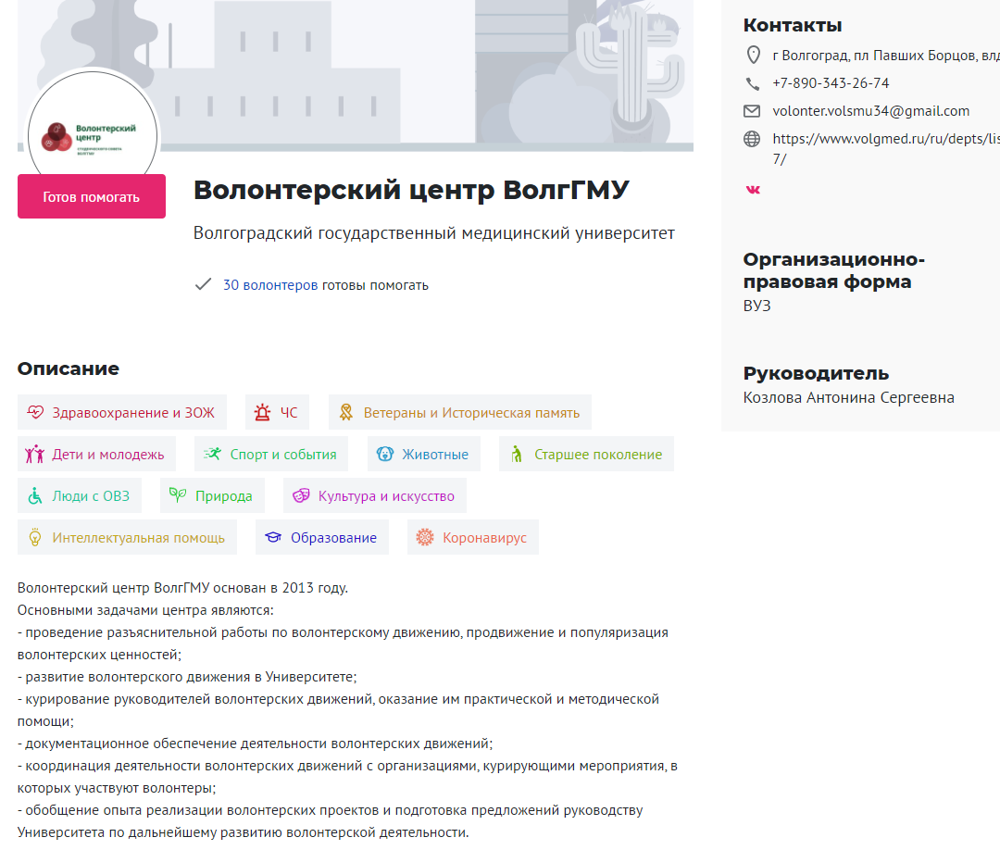 Волонтерский
центр
СТУДЕНЧЕСКОГО СОВЕТА
ВОЛГГМУ
Готов помогать
Волонтерский центр ВолгГМУ
Волгоградский государственный медицинский университет
30 волонтеров готовы помогать
Описание
Здравоохранение и ЗОЖ
ЧС
Ветераны и Историческая память
Дети и молодежь
Спорт и события
Животные
Старшее поколение
Люди с ОВЗ
Природа
Культура и искусство
Интеллектуальная помощь
Образование
Коронавирус
Волонтерский центр ВолгГМУ основан в 2013 году.
Основными задачами центра являются:
- проведение разъяснительной работы по волонтерскому движению, продвижение и популяризация
волонтерских ценностей;
- развитие волонтерского движения в Университете;
- курирование руководителей волонтерских движений, оказание им практической и методической
помощи;
- документационное обеспечение деятельности волонтерских движений;
- координация деятельности волонтерских движений с организациями, курирующими мероприятия, в
которых участвуют волонтеры;
- обобщение опыта реализации волонтерских проектов и подготовка предложений руководству
Университета по дальнейшему развитию волонтерской деятельности.
Контакты
г Волгоград, пл Павших Борцов, влд
+7-890-343-26-74
volonter.volsmu34@gmail.com
https://www.volgmed.ru/ru/depts/lis
7/
Организационно-
правовая форма
ВУЗ
Руководитель
Козлова Антонина Сергеевна